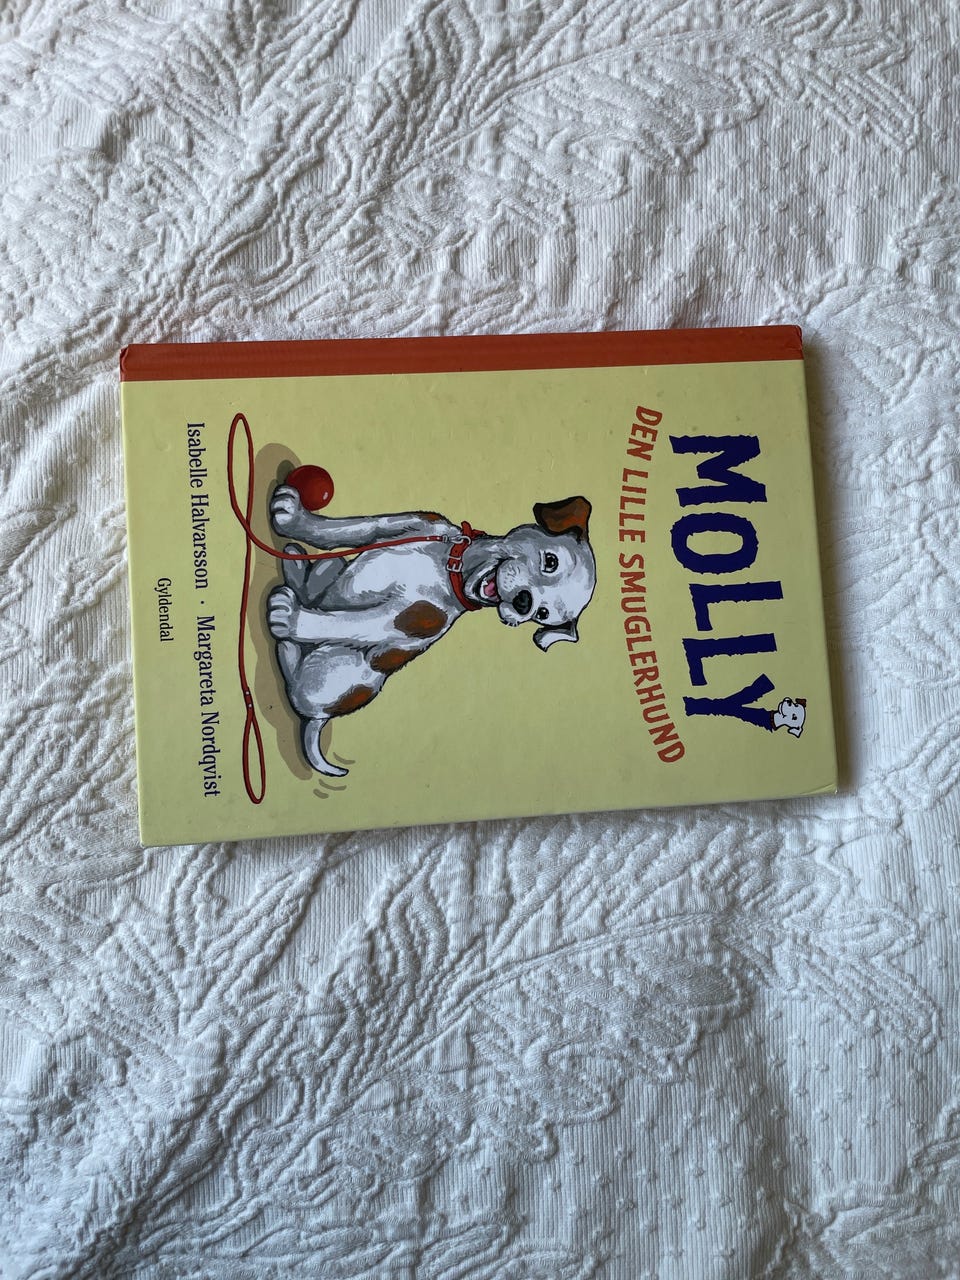 MOLLY
DEN LILLE SMUGLERHUND
Isabelle Halvarsson · Margareta Nordqvist
Gyldendal